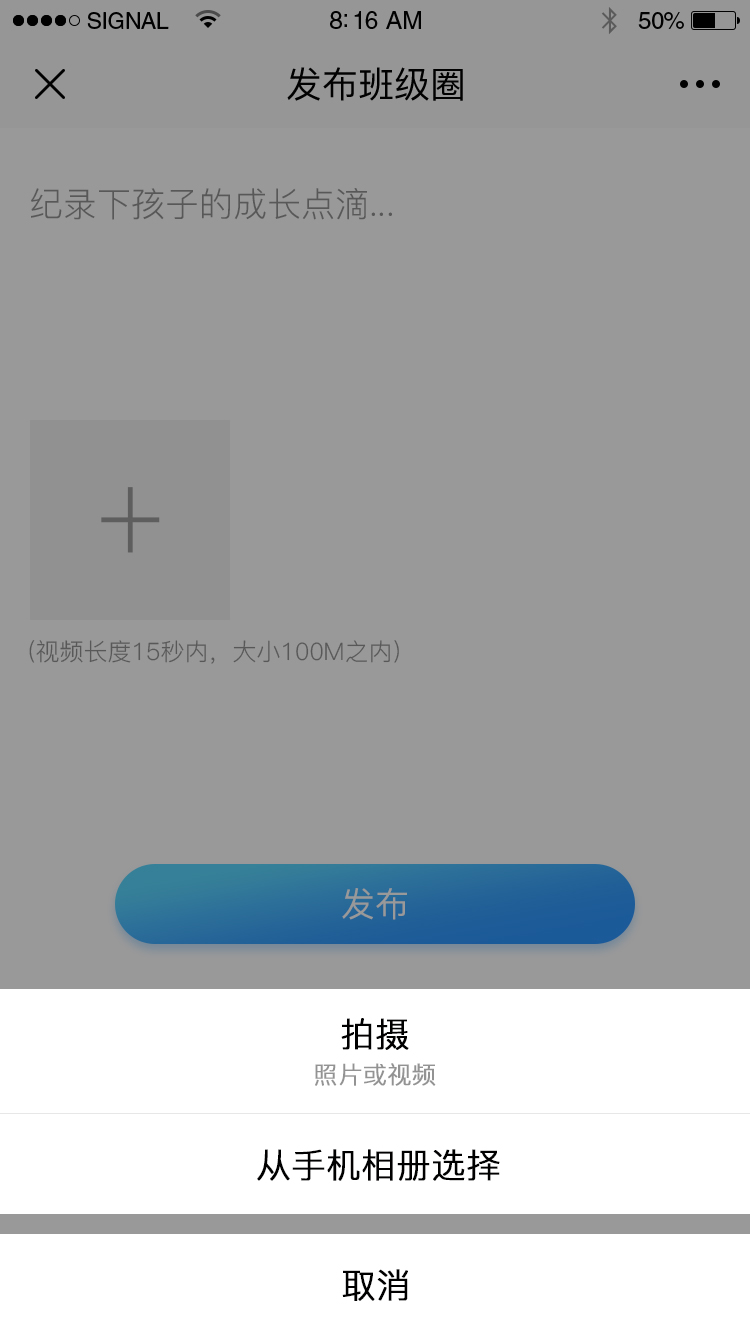 SIGNAL 8:16 AM 50%
发布班级圈
纪录下孩子的成长点滴...
(视频长度15秒内，大小100M之内)
发布
拍摄
照片或视频
从手机相册选择
取消